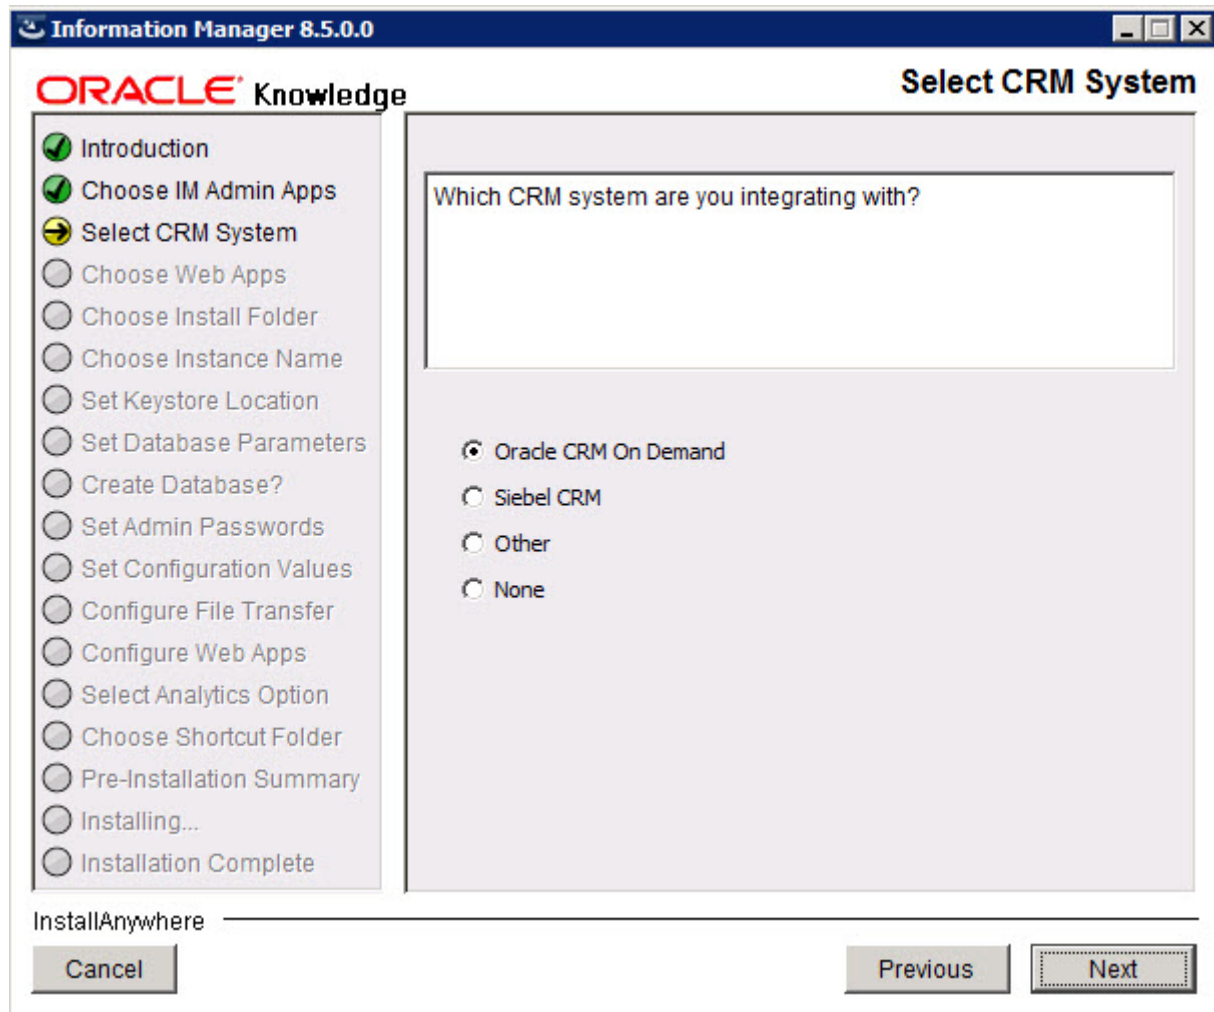 Information Manager 8.5.0.0
ORACLE Knowledge
Select CRM System
Introduction
Choose IM Admin Apps
Select CRM System
Choose Web Apps
Choose Install Folder
Choose Instance Name
Set Keystore Location
Set Database Parameters
Create Database?
Set Admin Passwords
Set Configuration Values
Configure File Transfer
Configure Web Apps
Select Analytics Option
Choose Shortcut Folder
Pre-Installation Summary
Installing...
Installation Complete
Which CRM system are you integrating with?
Oracle CRM On Demand
Siebel CRM
Other
None
InstallAnywhere
Cancel
Previous
Next